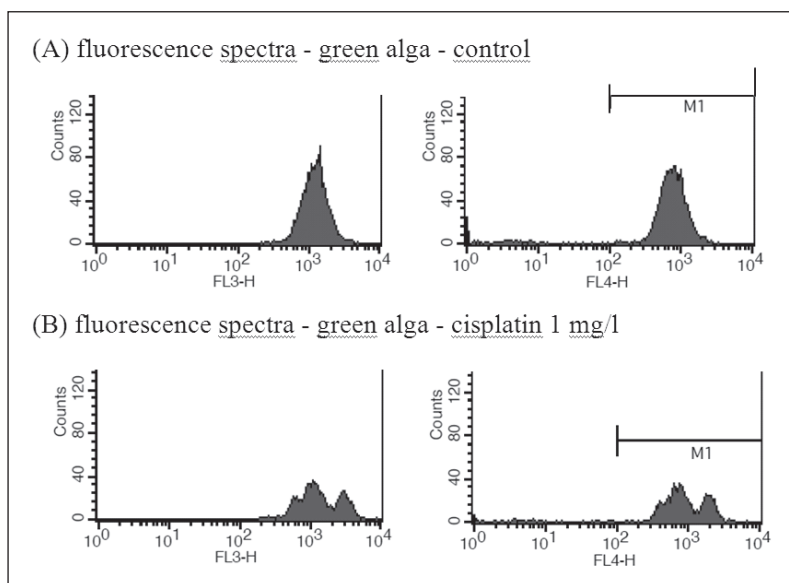 (A) fluorescence spectra - green alga - control
Counts
0 40 80 120
10^0 10^1 10^2 10^3 10^4
FL3-H
Counts
0 40 80 120
M1
10^0 10^1 10^2 10^3 10^4
FL4-H
(B) fluorescence spectra - green alga - cisplatin 1 mg/l
Counts
0 40 80 120
10^0 10^1 10^2 10^3 10^4
FL3-H
Counts
0 40 80 120
M1
10^0 10^1 10^2 10^3 10^4
FL4-H